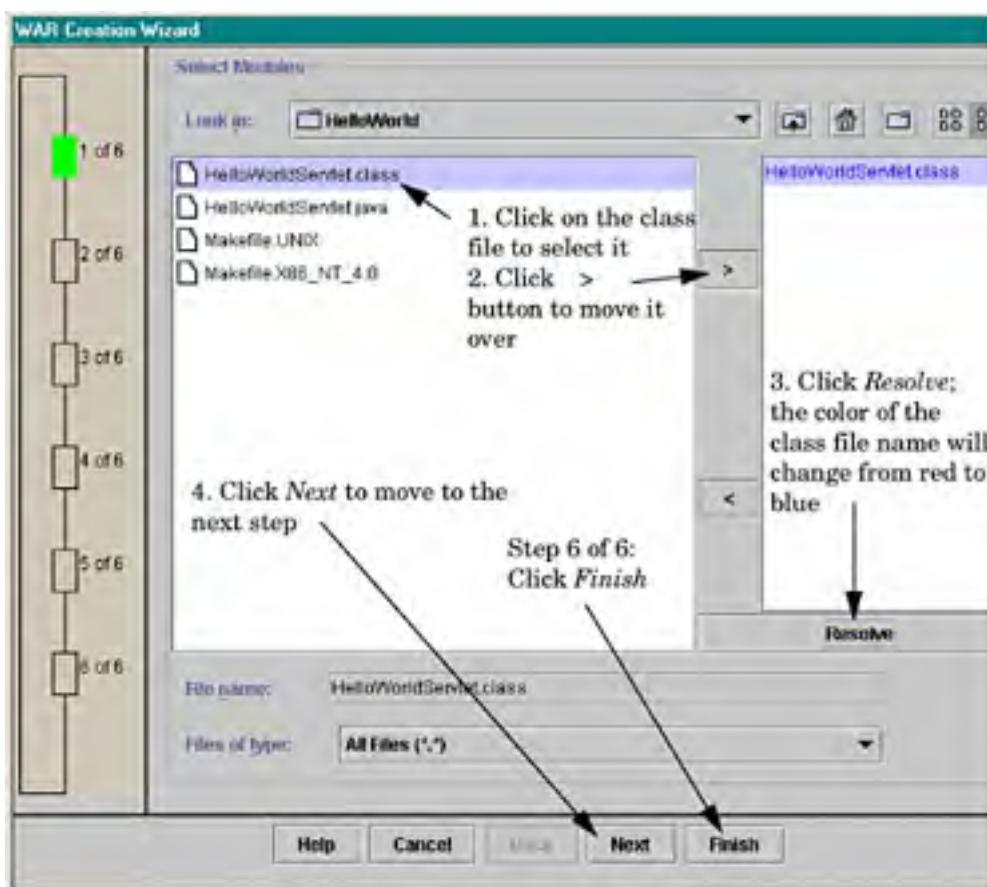 WAR Creation Wizard
Select Modules
Look in:
HelloWorld
1 of 6
2 of 6
3 of 6
4 of 6
5 of 6
6 of 6
HelloWorldServlet.class
HelloWorldServlet.java
Makefile.UNIX
Makefile.X86_NT_4.0
1. Click on the class
file to select it
2. Click >
button to move it
over
>
<
HelloWorldServlet.class
3. Click Resolve;
the color of the
class file name will
change from red to
blue
4. Click Next to move to the
next step
Step 6 of 6:
Click Finish
Resolve
File name:
HelloWorldServlet.class
Files of type:
All Files (*.*)
Help
Cancel
Next
Finish